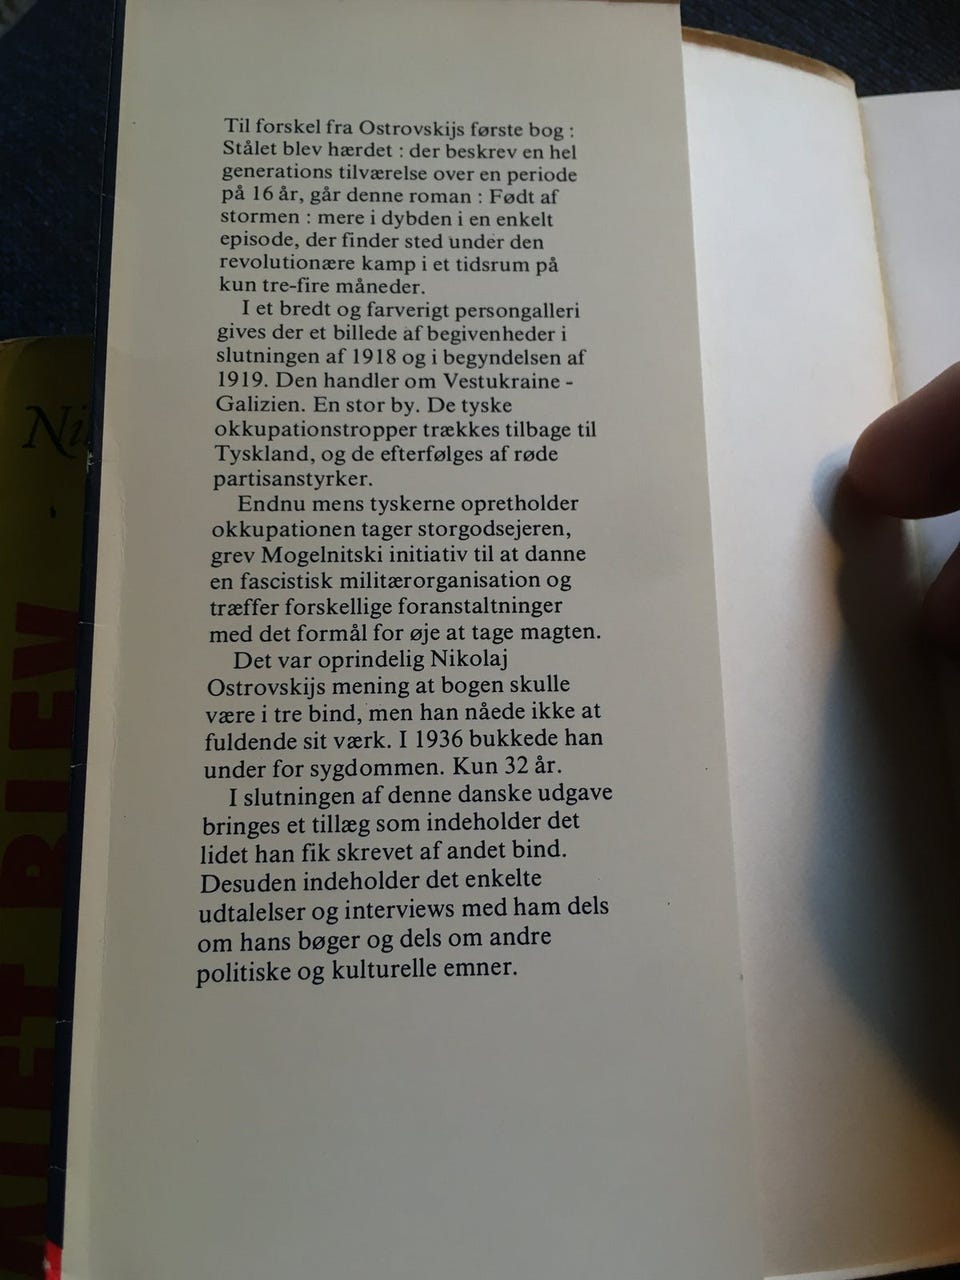 Til forskel fra Ostrovskijs første bog :
Stålet blev hærdet : der beskrev en hel
generations tilværelse over en periode
på 16 år, går denne roman : Født af
stormen : mere i dybden i en enkelt
episode, der finder sted under den
revolutionære kamp i et tidsrum på
kun tre-fire måneder.
I et bredt og farverigt persongalleri
gives der et billede af begivenheder i
slutningen af 1918 og i begyndelsen af
1919. Den handler om Vestukraine -
Galizien. En stor by. De tyske
okkupationstropper trækkes tilbage til
Tyskland, og de efterfølges af røde
partisanstyrker.
Endnu mens tyskerne opretholder
okkupationen tager storgodsejeren,
grev Mogelnitski initiativ til at danne
en fascistisk militærorganisation og
træffer forskellige foranstaltninger
med det formål for øje at tage magten.
Det var oprindelig Nikolaj
Ostrovskijs mening at bogen skulle
være i tre bind, men han nåede ikke at
fuldende sit værk. I 1936 bukkede han
under for sygdommen. Kun 32 år.
I slutningen af denne danske udgave
bringes et tillæg som indeholder det
lidet han fik skrevet af andet bind.
Desuden indeholder det enkelte
udtalelser og interviews med ham dels
om hans bøger og dels om andre
politiske og kulturelle emner.